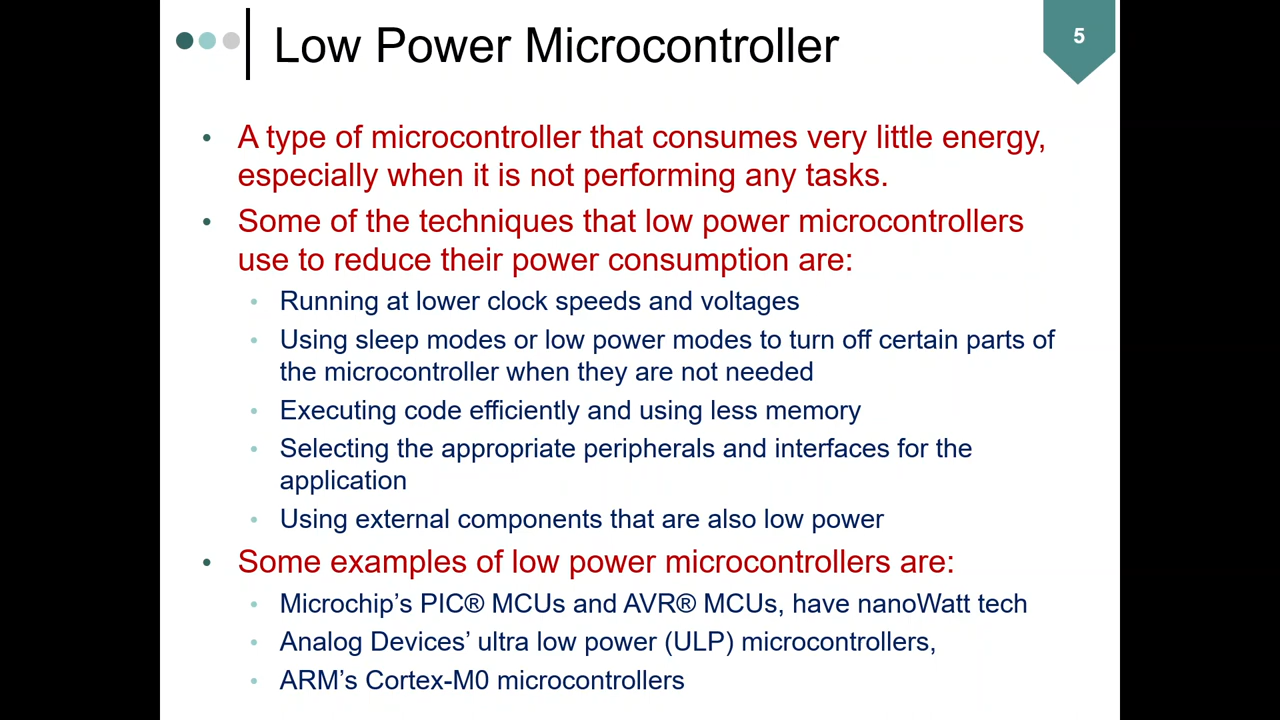 Low Power Microcontroller
5
• A type of microcontroller that consumes very little energy,
especially when it is not performing any tasks.
• Some of the techniques that low power microcontrollers
use to reduce their power consumption are:
• Running at lower clock speeds and voltages
• Using sleep modes or low power modes to turn off certain parts of
the microcontroller when they are not needed
• Executing code efficiently and using less memory
• Selecting the appropriate peripherals and interfaces for the
application
• Using external components that are also low power
• Some examples of low power microcontrollers are:
• Microchip’s PIC® MCUs and AVR® MCUs, have nanoWatt tech
• Analog Devices’ ultra low power (ULP) microcontrollers,
• ARM’s Cortex-M0 microcontrollers